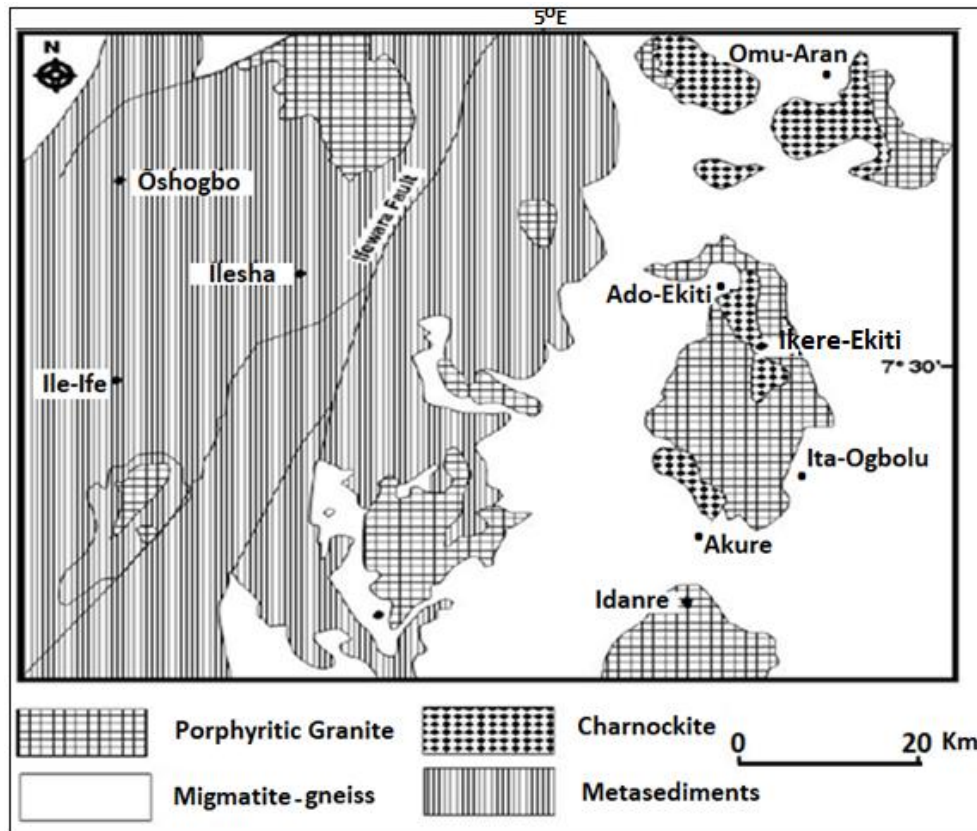 5°E
N
Omu-Aran
Oshogbo
Ifewara Fault
Ilesha
Ado-Ekiti
Ikere-Ekiti
7° 30'
Ile-Ife
Ita-Ogbolu
Akure
Idanre
Porphyritic Granite
Charnockite
0 20 Km
Migmatite-gneiss
Metasediments